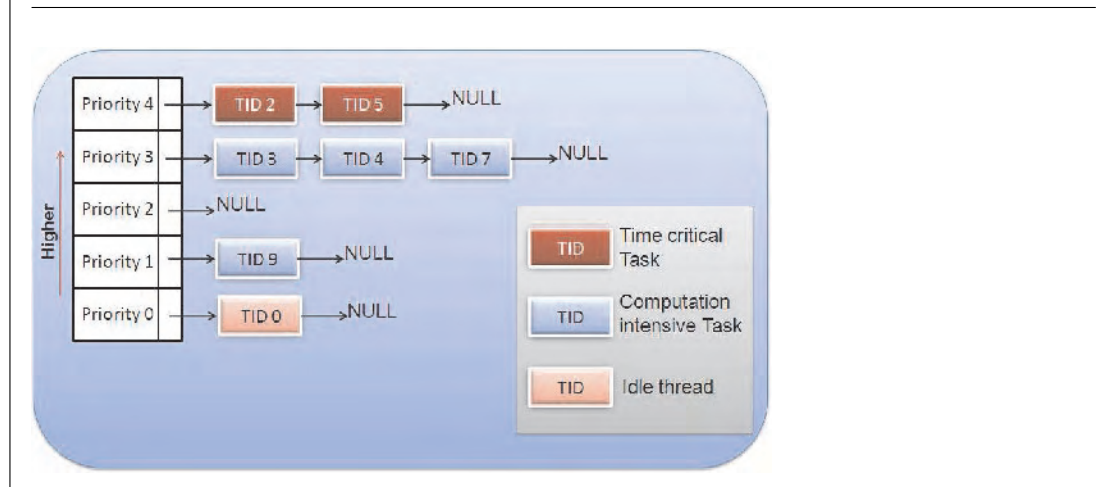 Priority 4 TID 2 TID 5 NULL
Priority 3 TID 3 TID 4 TID 7 NULL
Priority 2 NULL
Priority 1 TID 9 NULL
Priority 0 TID 0 NULL
Higher
TID Time critical
Task
TID Computation
intensive Task
TID Idle thread